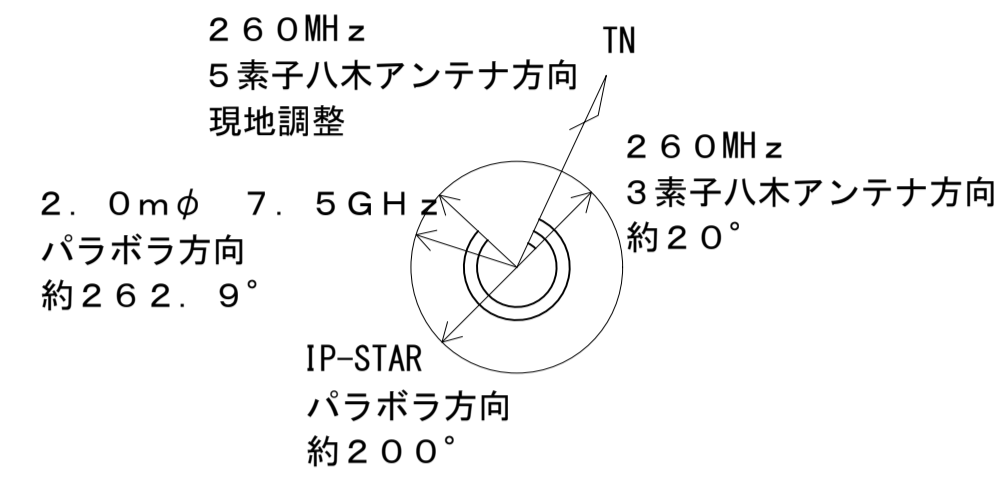 ２６０MHｚ
５素子八木アンテナ方向
現地調整
TN
２６０MHｚ
３素子八木アンテナ方向
約２０°
２．０ｍφ　７．５ＧＨｚ
パラボラ方向
約２６２．９°
IP-STAR
パラボラ方向
約２００°